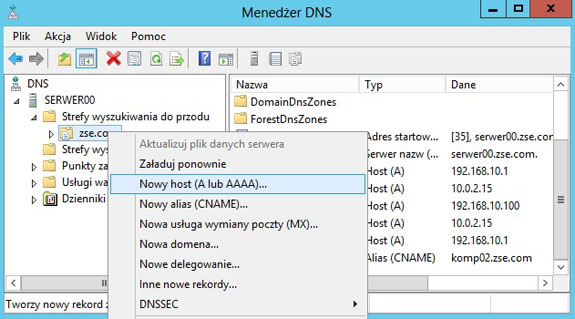 Menedżer DNS
Plik Akcja Widok Pomoc
DNS
SERWER00
Strefy wyszukiwania do przodu
zse.co
Strefy wys
Punkty za
Usługi wa
Dzienniki
Nazwa Typ Dane
DomainDnsZones
ForestDnsZones
Adres startow... [35], serwer00.zse.com.
Serwer nazw (... serwer00.zse.com.
Host (A) 192.168.10.1
Host (A) 10.0.2.15
Host (A) 192.168.10.100
Host (A) 10.0.2.15
Host (A) 192.168.10.1
Alias (CNAME) komp02.zse.com
Aktualizuj plik danych serwera
Załaduj ponownie
Nowy host (A lub AAAA)...
Nowy alias (CNAME)...
Nowa usługa wymiany poczty (MX)...
Nowa domena...
Nowe delegowanie...
Inne nowe rekordy...
DNSSEC
Tworzy nowy rekord